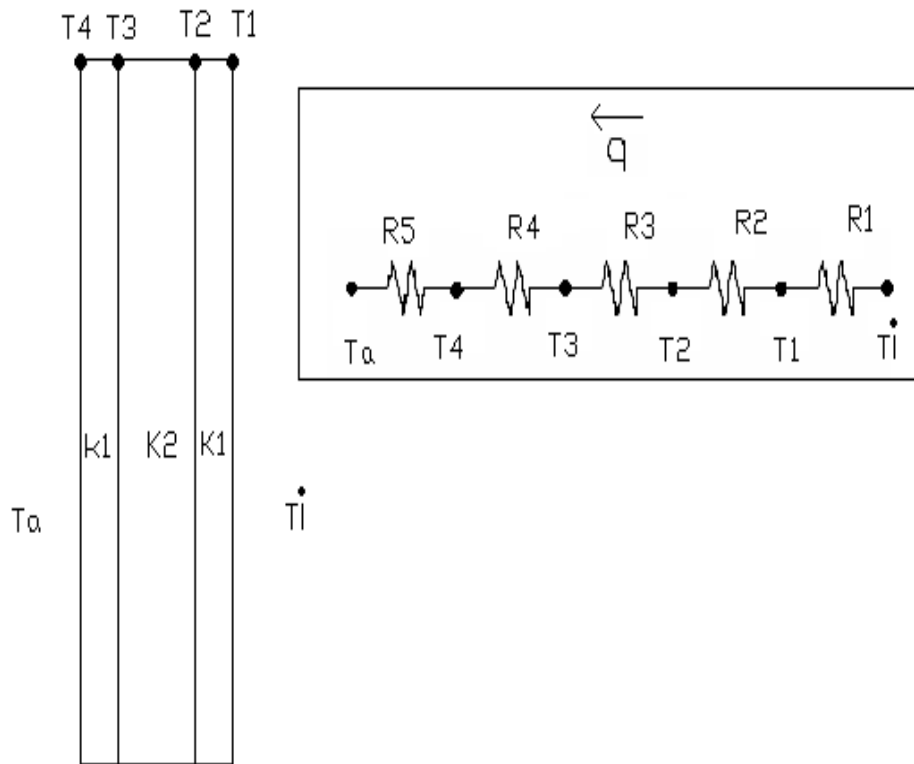 T4 T3 T2 T1
q
R5 R4 R3 R2 R1
Ta T4 T3 T2 T1 Ti
k1 K2 K1
Ta Ti